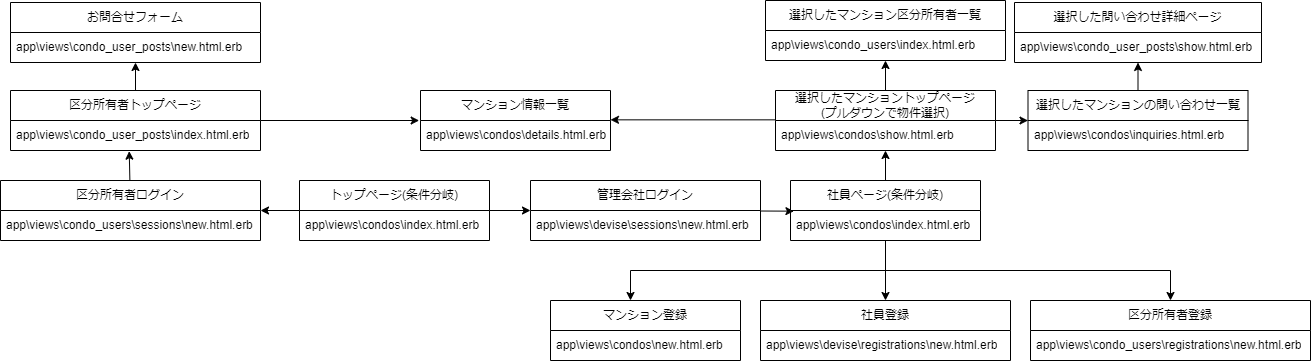 お問合せフォーム
app\views\condo_user_posts\new.html.erb
選択したマンション区分所有者一覧
app\views\condo_users\index.html.erb
選択した問い合わせ詳細ページ
app\views\condo_user_posts\show.html.erb
区分所有者トップページ
app\views\condo_user_posts\index.html.erb
マンション情報一覧
app\views\condos\details.html.erb
選択したマンショントップページ
(プルダウンで物件選択)
app\views\condos\show.html.erb
選択したマンションの問い合わせ一覧
app\views\condos\inquiries.html.erb
区分所有者ログイン
app\views\condo_users\sessions\new.html.erb
トップページ(条件分岐)
app\views\condos\index.html.erb
管理会社ログイン
app\views\devise\sessions\new.html.erb
社員ページ(条件分岐)
app\views\condos\index.html.erb
マンション登録
app\views\condos\new.html.erb
社員登録
app\views\devise\registrations\new.html.erb
区分所有者登録
app\views\condo_users\registrations\new.html.erb